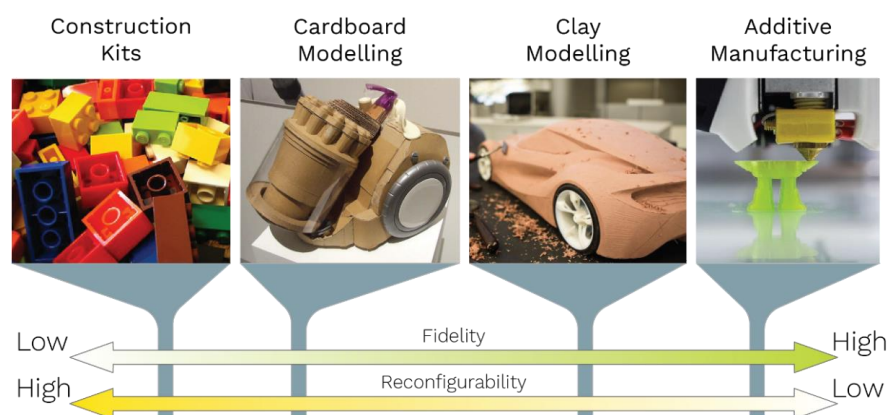 Construction
Kits
Cardboard
Modelling
Clay
Modelling
Additive
Manufacturing
Low
Fidelity
High
High
Reconfigurability
Low